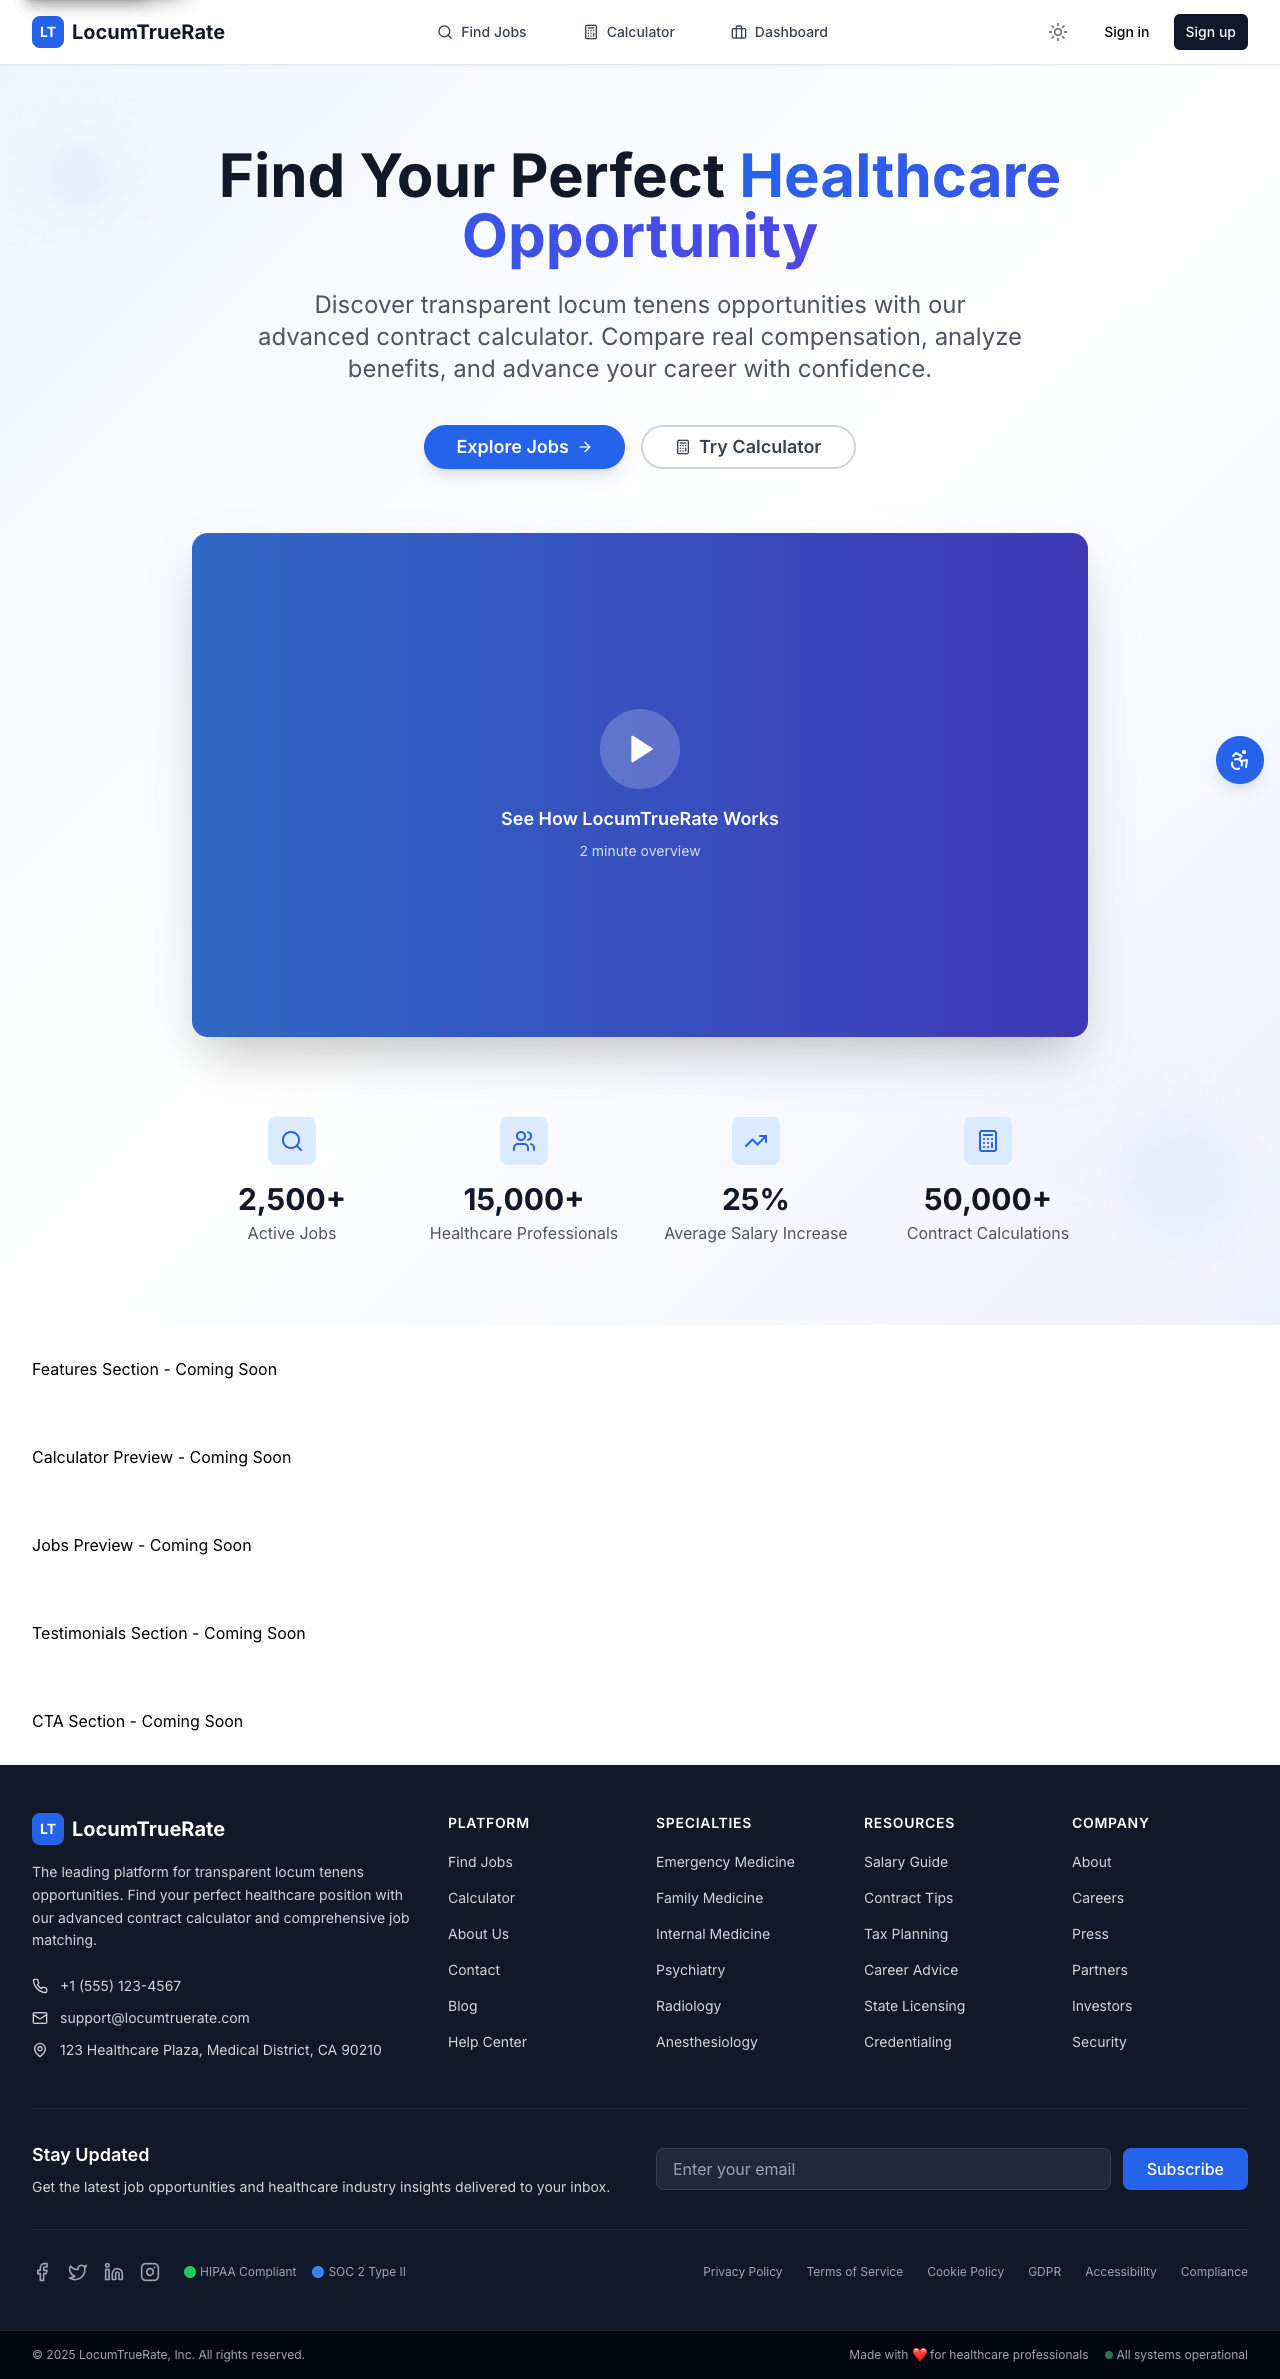 LT LocumTrueRate
Find Jobs
Calculator
Dashboard
Sign in
Sign up
Find Your Perfect Healthcare
Opportunity
Discover transparent locum tenens opportunities with our
advanced contract calculator. Compare real compensation, analyze
benefits, and advance your career with confidence.
Explore Jobs
Try Calculator
See How LocumTrueRate Works
2 minute overview
2,500+
Active Jobs
15,000+
Healthcare Professionals
25%
Average Salary Increase
50,000+
Contract Calculations
Features Section - Coming Soon
Calculator Preview - Coming Soon
Jobs Preview - Coming Soon
Testimonials Section - Coming Soon
CTA Section - Coming Soon
LT LocumTrueRate
The leading platform for transparent locum tenens
opportunities. Find your perfect healthcare position with
our advanced contract calculator and comprehensive job
matching.
+1 (555) 123-4567
support@locumtruerate.com
123 Healthcare Plaza, Medical District, CA 90210
PLATFORM
Find Jobs
Calculator
About Us
Contact
Blog
Help Center
SPECIALTIES
Emergency Medicine
Family Medicine
Internal Medicine
Psychiatry
Radiology
Anesthesiology
RESOURCES
Salary Guide
Contract Tips
Tax Planning
Career Advice
State Licensing
Credentialing
COMPANY
About
Careers
Press
Partners
Investors
Security
Stay Updated
Get the latest job opportunities and healthcare industry insights delivered to your inbox.
Enter your email
Subscribe
HIPAA Compliant
SOC 2 Type II
Privacy Policy
Terms of Service
Cookie Policy
GDPR
Accessibility
Compliance
© 2025 LocumTrueRate, Inc. All rights reserved.
Made with ❤️ for healthcare professionals
All systems operational